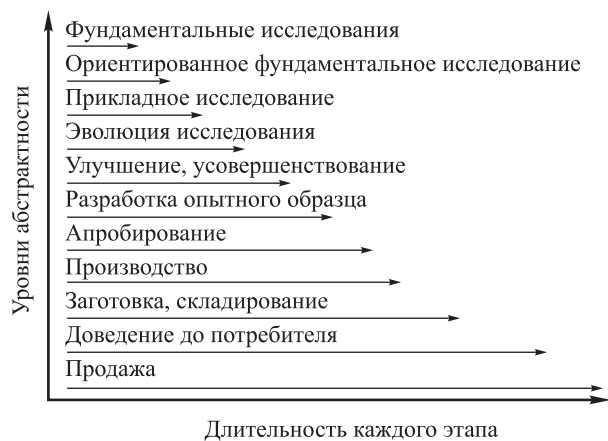 Фундаментальные исследования
Ориентированное фундаментальное исследование
Прикладное исследование
Эволюция исследования
Улучшение, усовершенствование
Разработка опытного образца
Апробирование
Производство
Заготовка, складирование
Доведение до потребителя
Продажа
Уровни абстрактности
Длительность каждого этапа